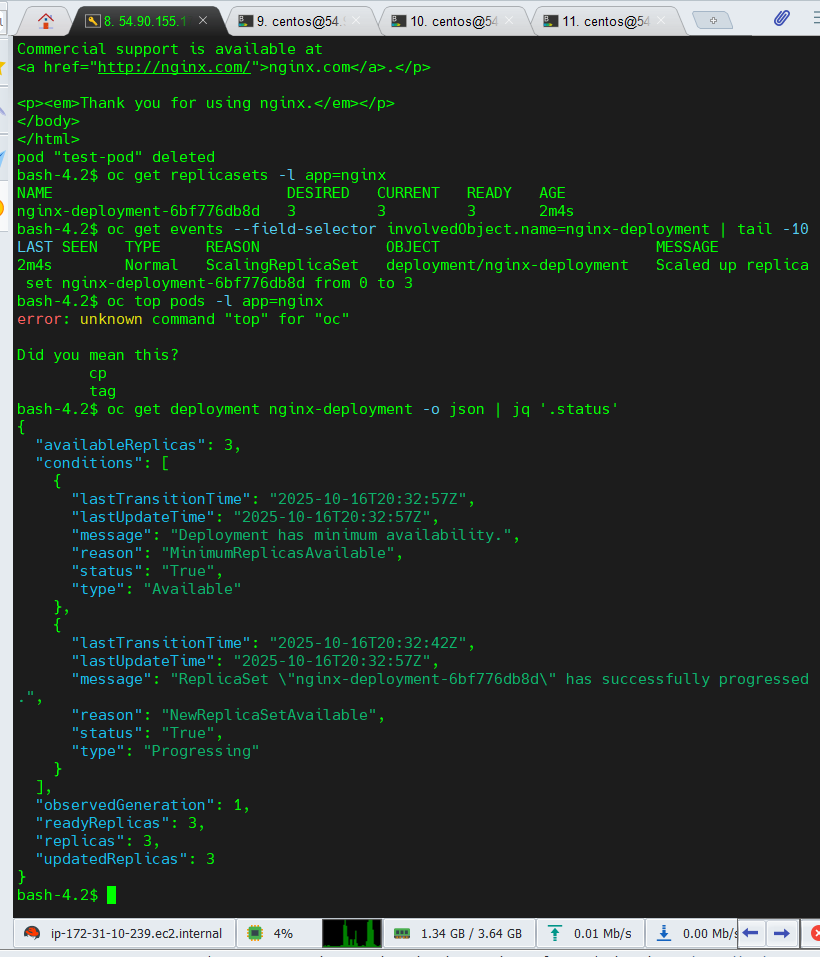 8. 54.90.155.1
9. centos@54.
10. centos@54
11. centos@54
Commercial support is available at
<a href="http://nginx.com/">nginx.com</a>.</p>
<p><em>Thank you for using nginx.</em></p>
</body>
</html>
pod "test-pod" deleted
bash-4.2$ oc get replicasets -l app=nginx
NAME                          DESIRED   CURRENT   READY   AGE
nginx-deployment-6bf776db8d   3         3         3       2m4s
bash-4.2$ oc get events --field-selector involvedObject.name=nginx-deployment | tail -10
LAST SEEN   TYPE     REASON              OBJECT                        MESSAGE
2m4s        Normal   ScalingReplicaSet   deployment/nginx-deployment   Scaled up replica
 set nginx-deployment-6bf776db8d from 0 to 3
bash-4.2$ oc top pods -l app=nginx
error: unknown command "top" for "oc"
Did you mean this?
        cp
        tag
bash-4.2$ oc get deployment nginx-deployment -o json | jq '.status'
{
  "availableReplicas": 3,
  "conditions": [
    {
      "lastTransitionTime": "2025-10-16T20:32:57Z",
      "lastUpdateTime": "2025-10-16T20:32:57Z",
      "message": "Deployment has minimum availability.",
      "reason": "MinimumReplicasAvailable",
      "status": "True",
      "type": "Available"
    },
    {
      "lastTransitionTime": "2025-10-16T20:32:42Z",
      "lastUpdateTime": "2025-10-16T20:32:57Z",
      "message": "ReplicaSet \"nginx-deployment-6bf776db8d\" has successfully progressed
.",
      "reason": "NewReplicaSetAvailable",
      "status": "True",
      "type": "Progressing"
    }
  ],
  "observedGeneration": 1,
  "readyReplicas": 3,
  "replicas": 3,
  "updatedReplicas": 3
}
bash-4.2$
ip-172-31-10-239.ec2.internal
4%
1.34 GB / 3.64 GB
0.01 Mb/s
0.00 Mb/s